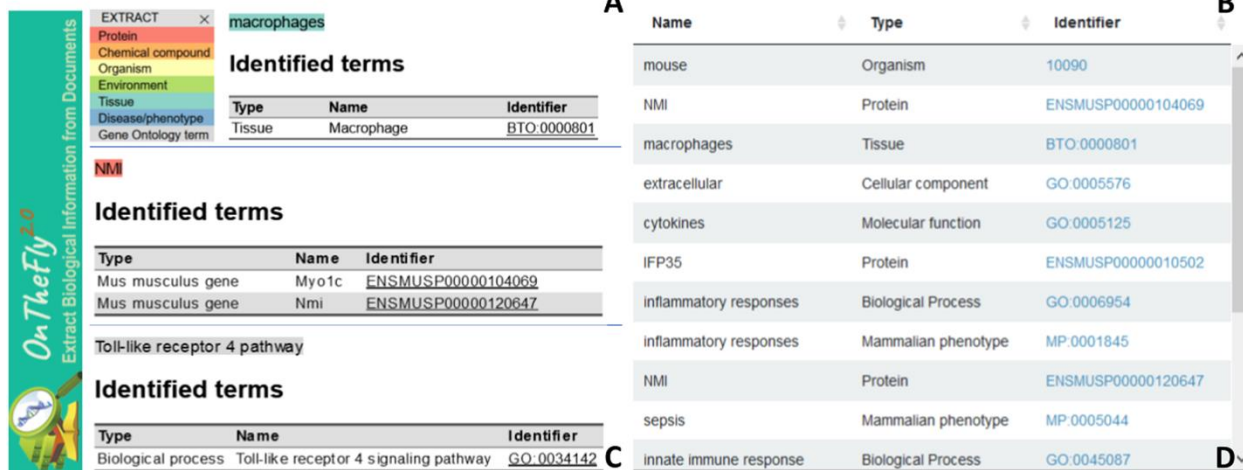 A
B
OnTheFly2.0
Extract Biological Information from Documents
EXTRACT ×
Protein
Chemical compound
Organism
Environment
Tissue
Disease/phenotype
Gene Ontology term
macrophages
Identified terms
Type Name Identifier
Tissue Macrophage BTO:0000801
NMI
Identified terms
Type Name Identifier
Mus musculus gene Myo1c ENSMUSP00000104069
Mus musculus gene Nmi ENSMUSP00000120647
Toll-like receptor 4 pathway
Identified terms
Type Name Identifier
Biological process Toll-like receptor 4 signaling pathway GO:0034142
C
Name Type Identifier
mouse Organism 10090
NMI Protein ENSMUSP00000104069
macrophages Tissue BTO:0000801
extracellular Cellular component GO:0005576
cytokines Molecular function GO:0005125
IFP35 Protein ENSMUSP00000010502
inflammatory responses Biological Process GO:0006954
inflammatory responses Mammalian phenotype MP:0001845
NMI Protein ENSMUSP00000120647
sepsis Mammalian phenotype MP:0005044
innate immune response Biological Process GO:0045087
D